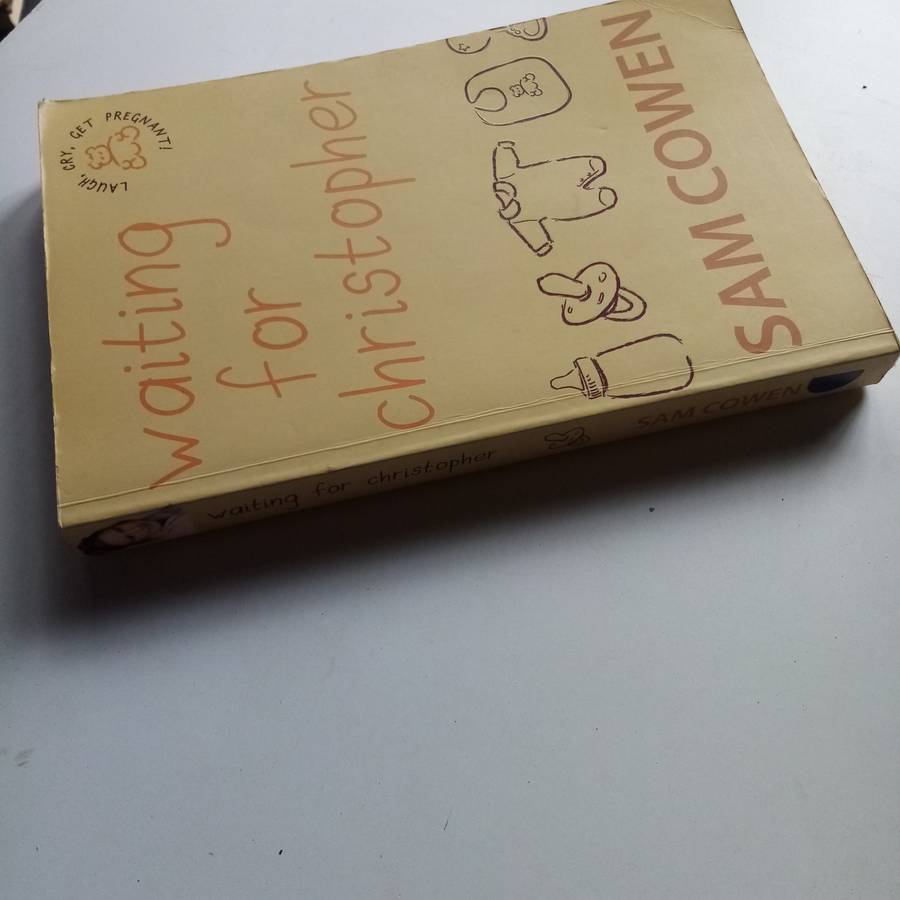 LAUGH, CRY, GET PREGNANT!
waiting
for
christopher
SAM COWEN
waiting for christopher SAM COWEN